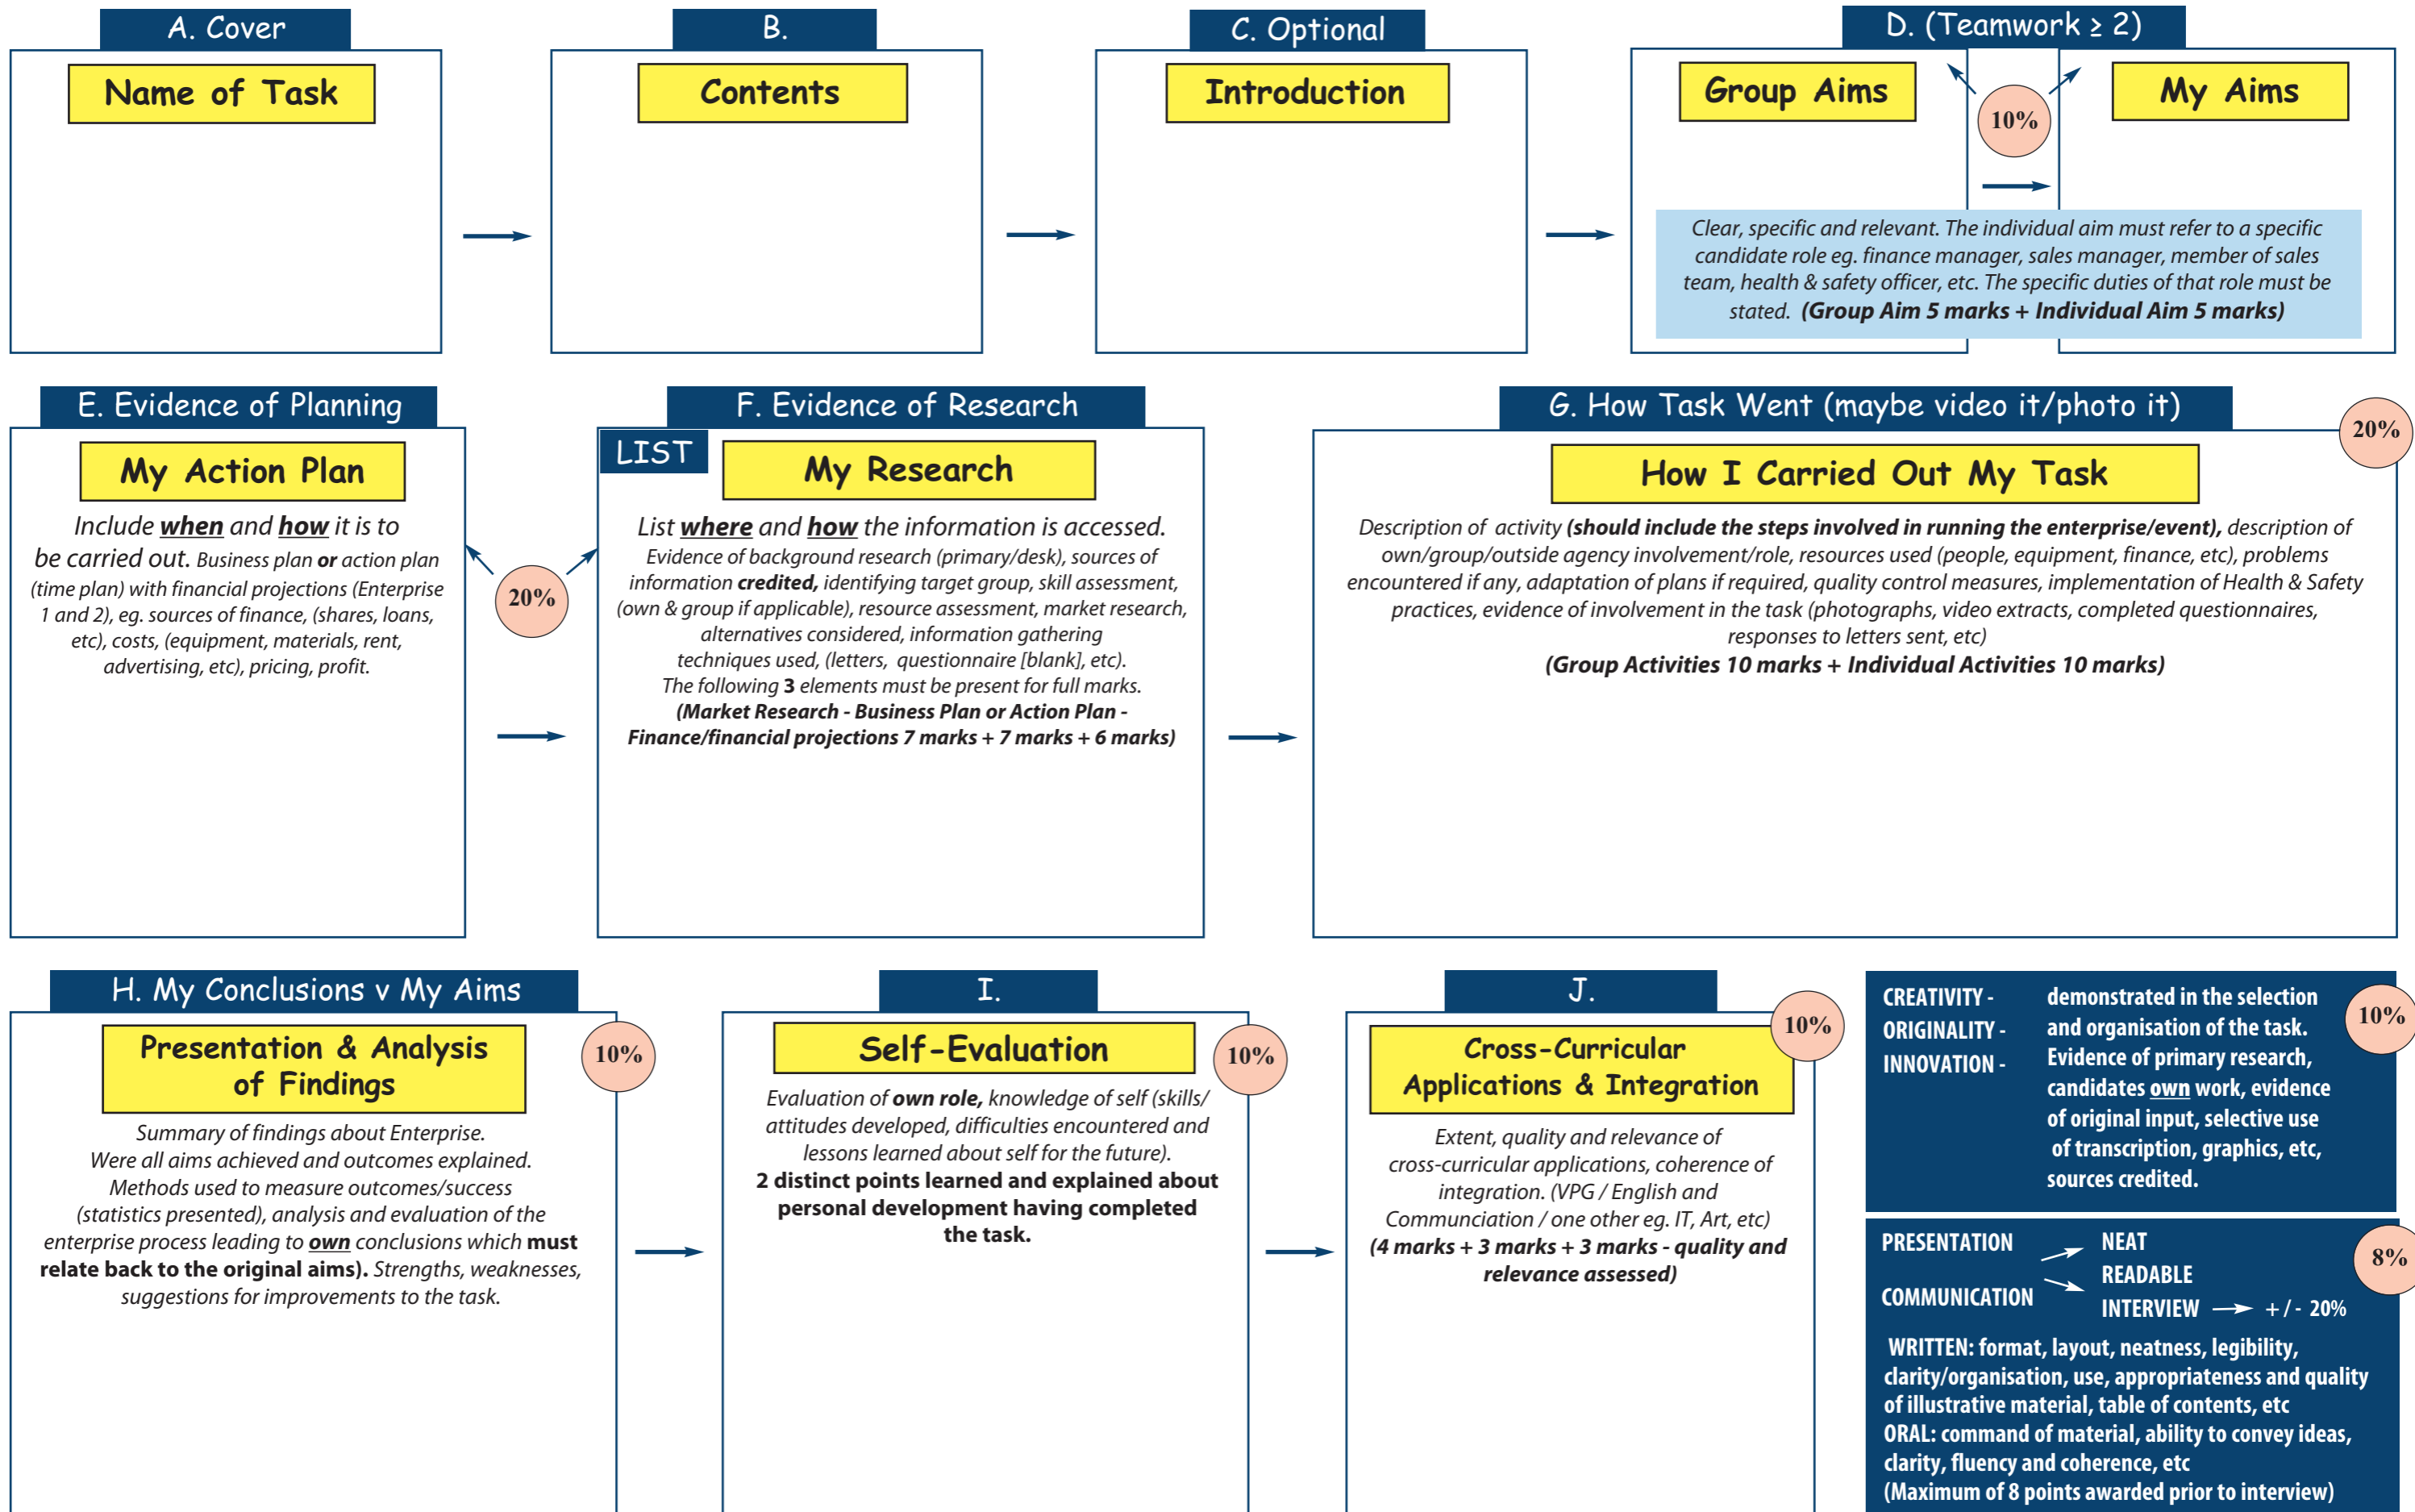 A. Cover
Name of Task
B.
Contents
C. Optional
Introduction
D. (Teamwork ≥ 2)
Group Aims
10%
My Aims
Clear, specific and relevant. The individual aim must refer to a specific
candidate role eg. finance manager, sales manager, member of sales
team, health & safety officer, etc. The specific duties of that role must be
stated. (Group Aim 5 marks + Individual Aim 5 marks)
E. Evidence of Planning
My Action Plan
Include when and how it is to
be carried out. Business plan or action plan
(time plan) with financial projections (Enterprise
1 and 2), eg. sources of finance, (shares, loans,
etc), costs, (equipment, materials, rent,
advertising, etc), pricing, profit.
20%
F. Evidence of Research
LIST
My Research
List where and how the information is accessed.
Evidence of background research (primary/desk), sources of
information credited, identifying target group, skill assessment,
(own & group if applicable), resource assessment, market research,
alternatives considered, information gathering
techniques used, (letters, questionnaire [blank], etc).
The following 3 elements must be present for full marks.
(Market Research - Business Plan or Action Plan -
Finance/financial projections 7 marks + 7 marks + 6 marks)
G. How Task Went (maybe video it/photo it)
20%
How I Carried Out My Task
Description of activity (should include the steps involved in running the enterprise/event), description of
own/group/outside agency involvement/role, resources used (people, equipment, finance, etc), problems
encountered if any, adaptation of plans if required, quality control measures, implementation of Health & Safety
practices, evidence of involvement in the task (photographs, video extracts, completed questionnaires,
responses to letters sent, etc)
(Group Activities 10 marks + Individual Activities 10 marks)
H. My Conclusions v My Aims
Presentation & Analysis
of Findings
10%
Summary of findings about Enterprise.
Were all aims achieved and outcomes explained.
Methods used to measure outcomes/success
(statistics presented), analysis and evaluation of the
enterprise process leading to own conclusions which must
relate back to the original aims). Strengths, weaknesses,
suggestions for improvements to the task.
I.
Self-Evaluation
10%
Evaluation of own role, knowledge of self (skills/
attitudes developed, difficulties encountered and
lessons learned about self for the future).
2 distinct points learned and explained about
personal development having completed
the task.
J.
10%
Cross-Curricular
Applications & Integration
Extent, quality and relevance of
cross-curricular applications, coherence of
integration. (VPG / English and
Communciation / one other eg. IT, Art, etc)
(4 marks + 3 marks + 3 marks - quality and
relevance assessed)
CREATIVITY -
ORIGINALITY -
INNOVATION -
demonstrated in the selection
and organisation of the task.
Evidence of primary research,
candidates own work, evidence
of original input, selective use
of transcription, graphics, etc,
sources credited.
10%
PRESENTATION
COMMUNICATION
NEAT
READABLE
INTERVIEW → + / - 20%
8%
WRITTEN: format, layout, neatness, legibility,
clarity/organisation, use, appropriateness and quality
of illustrative material, table of contents, etc
ORAL: command of material, ability to convey ideas,
clarity, fluency and coherence, etc
(Maximum of 8 points awarded prior to interview)